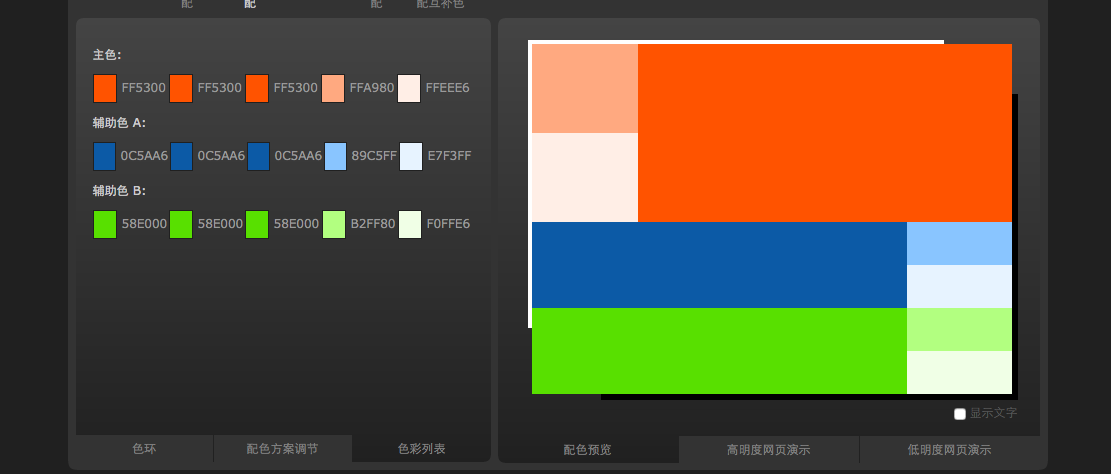 配 配 配 配互补色
主色:
FF5300 FF5300 FF5300 FFA980 FFEEE6
辅助色 A:
0C5AA6 0C5AA6 0C5AA6 89C5FF E7F3FF
辅助色 B:
58E000 58E000 58E000 B2FF80 F0FFE6
显示文字
色环 配色方案调节 色彩列表
配色预览 高明度网页演示 低明度网页演示